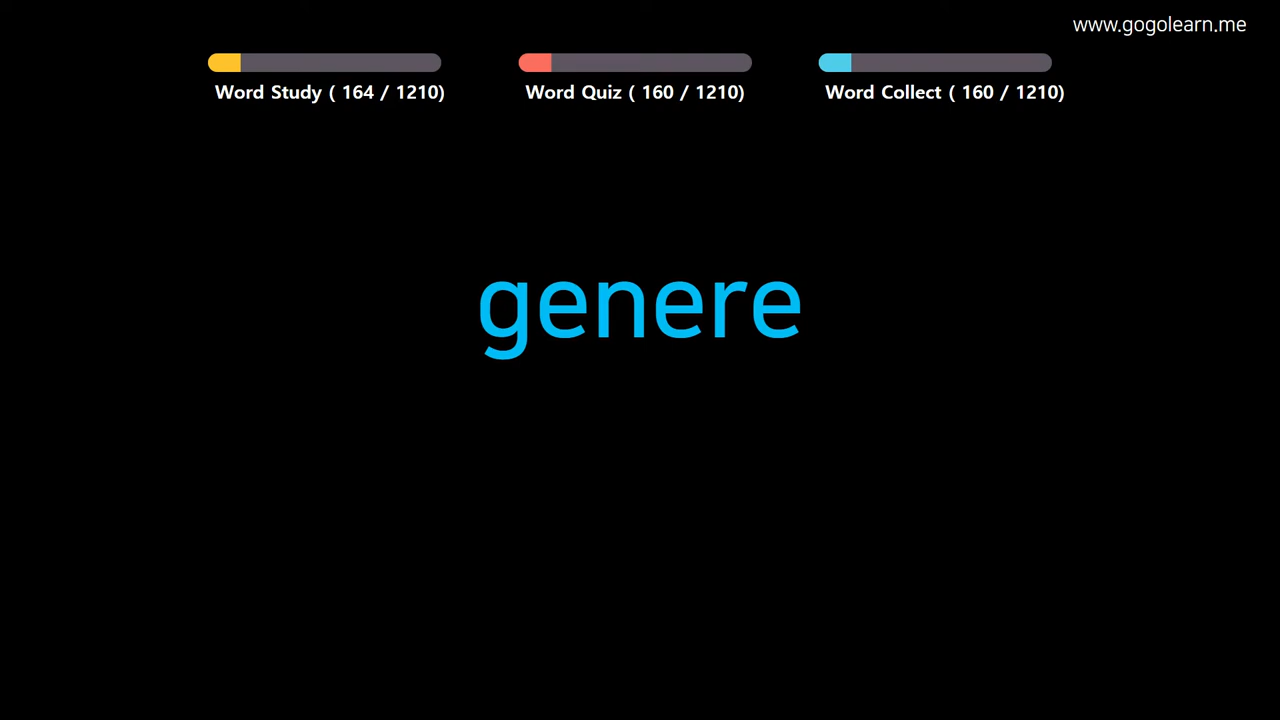 www.gogolearn.me
Word Study ( 164 / 1210)
Word Quiz ( 160 / 1210)
Word Collect ( 160 / 1210)
genere